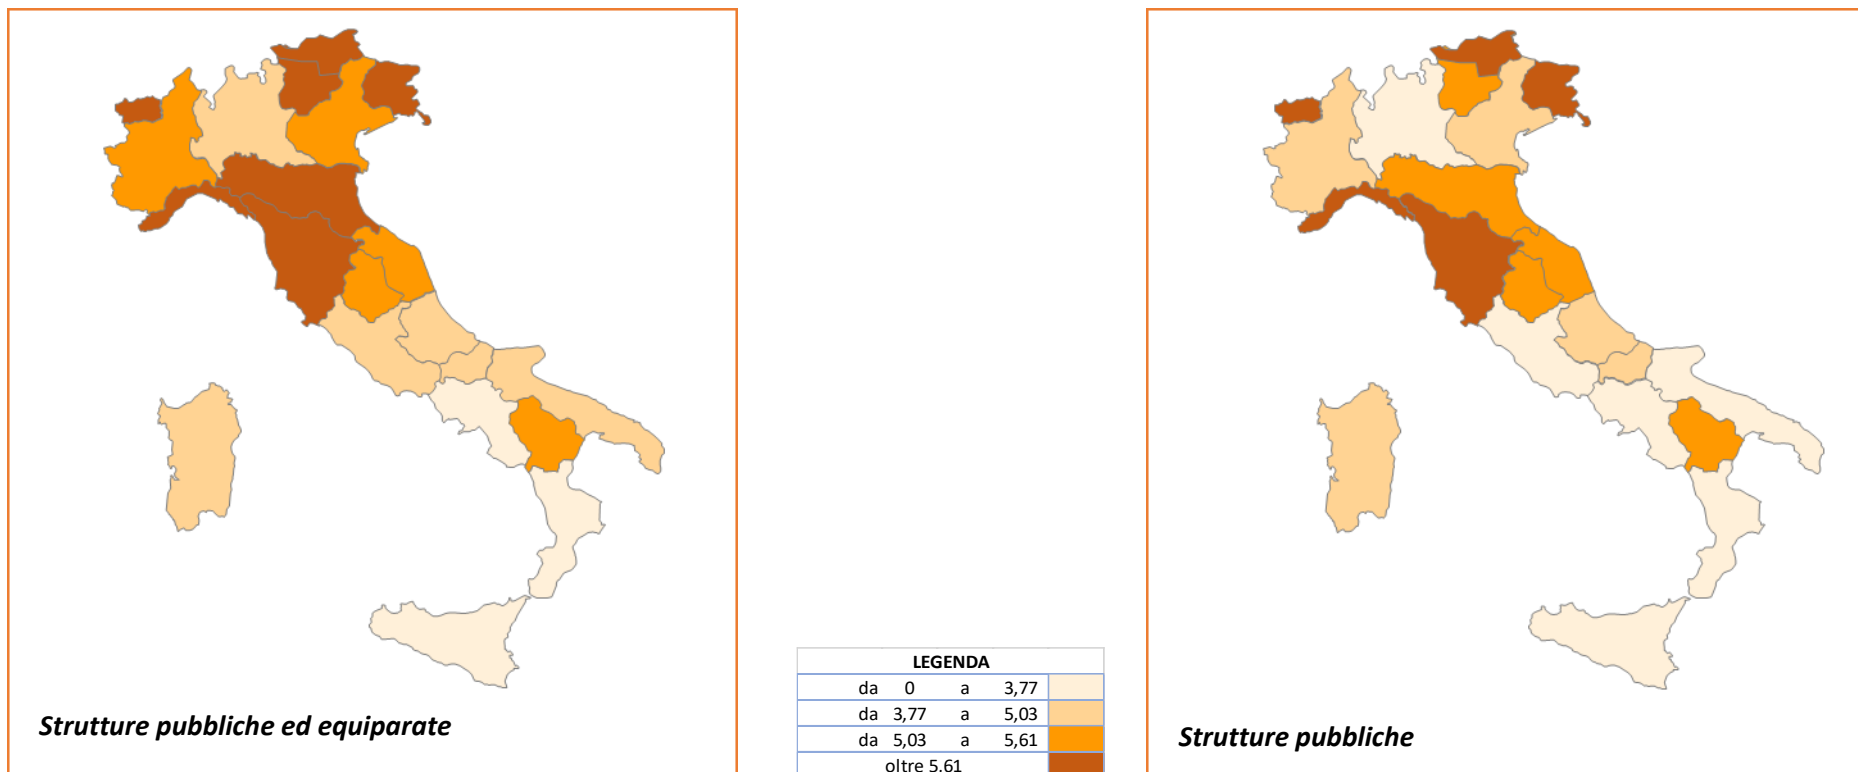 LEGENDA
da 0 a 3,77
da 3,77 a 5,03
da 5,03 a 5,61
oltre 5,61
Strutture pubbliche ed equiparate
Strutture pubbliche